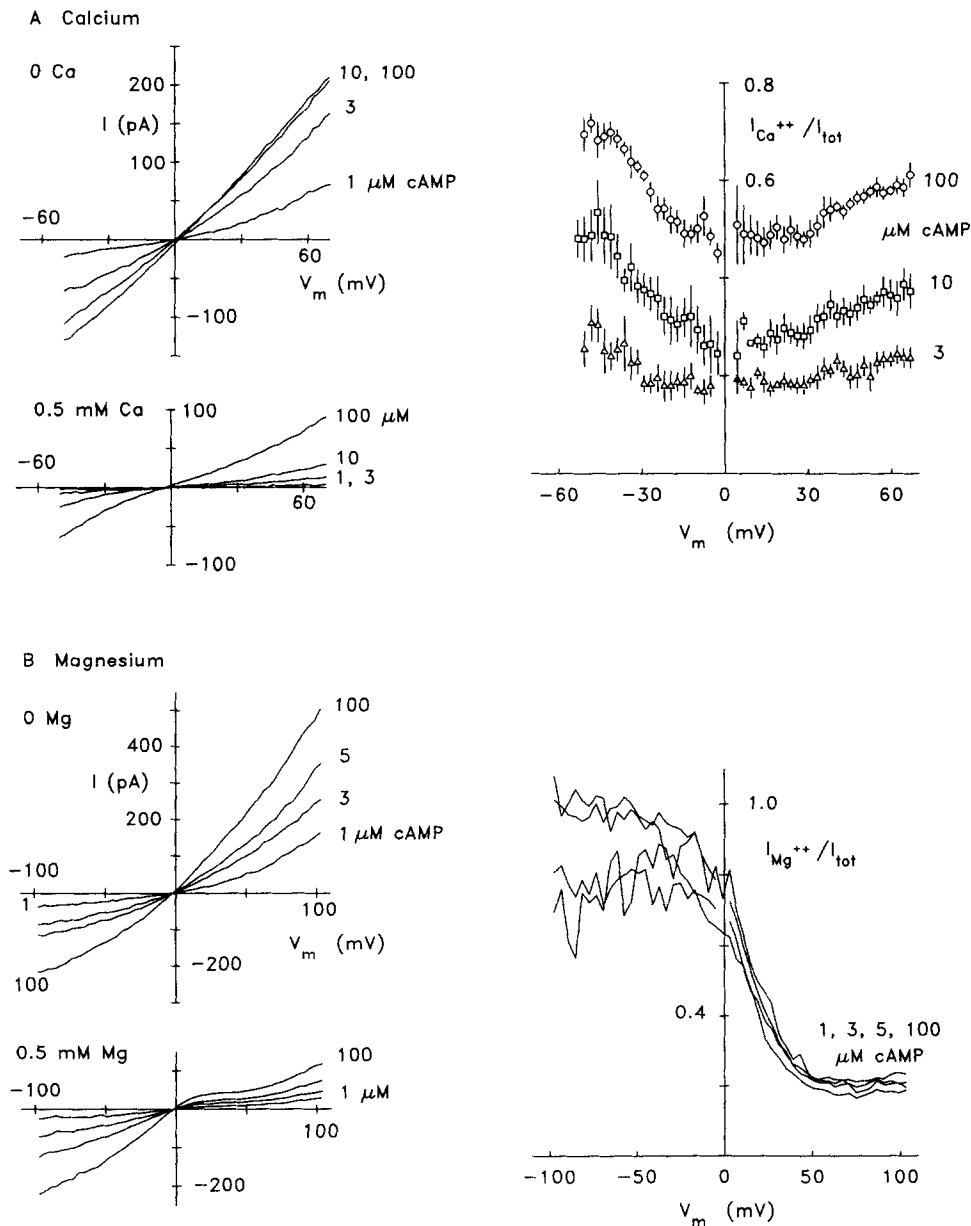 A Calcium
0 Ca
200
I (pA)
100
10, 100
3
1 μM cAMP
-60
60
V_m (mV)
-100
0.5 mM Ca
100
100 μM
10
1, 3
-60
60
-100
0.8
I_Ca++/I_tot
0.6
100
μM cAMP
10
3
-60
-30
0
30
60
V_m (mV)
B Magnesium
0 Mg
400
I (pA)
200
100
5
3
1 μM cAMP
-100
1
100
100
V_m (mV)
-200
0.5 mM Mg
100
1 μM
-100
100
-200
1.0
I_Mg++/I_tot
0.4
1, 3, 5, 100
μM cAMP
-100
-50
0
50
100
V_m (mV)